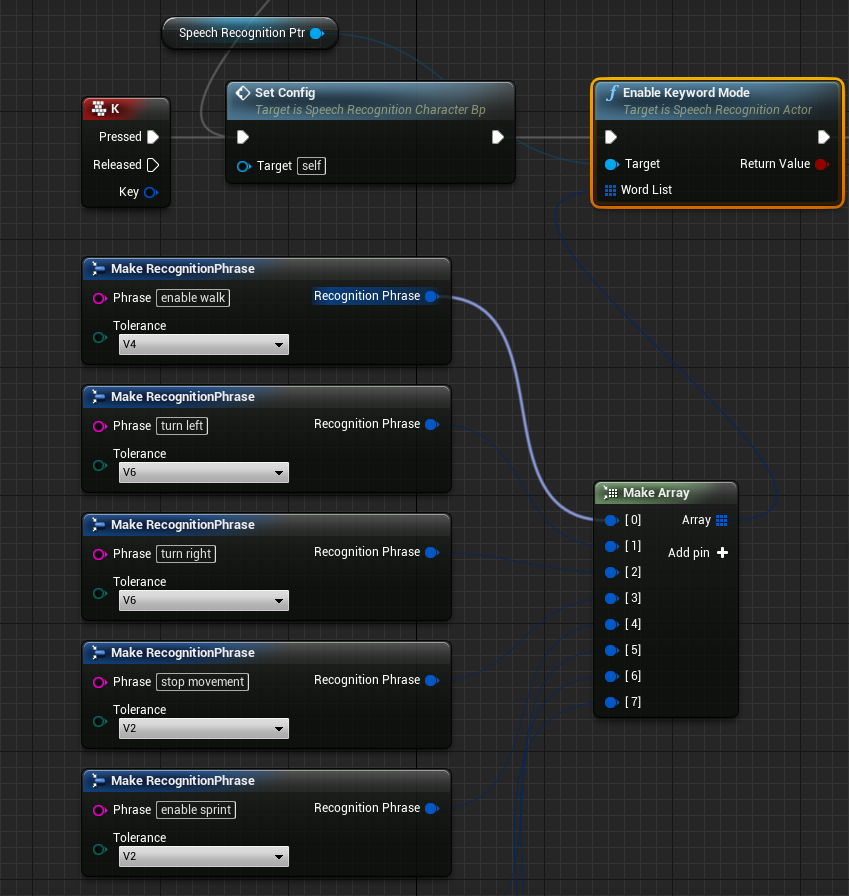 Speech Recognition Ptr
K
Pressed
Released
Key
Set Config
Target is Speech Recognition Character Bp
Target self
Enable Keyword Mode
Target is Speech Recognition Actor
Target Return Value
Word List
Make RecognitionPhrase
Phrase enable walk Recognition Phrase
Tolerance
V4
Make RecognitionPhrase
Phrase turn left Recognition Phrase
Tolerance
V6
Make RecognitionPhrase
Phrase turn right Recognition Phrase
Tolerance
V6
Make RecognitionPhrase
Phrase stop movement Recognition Phrase
Tolerance
V2
Make RecognitionPhrase
Phrase enable sprint Recognition Phrase
Tolerance
V2
Make Array
[0] Array
[1] Add pin
[2]
[3]
[4]
[5]
[6]
[7]